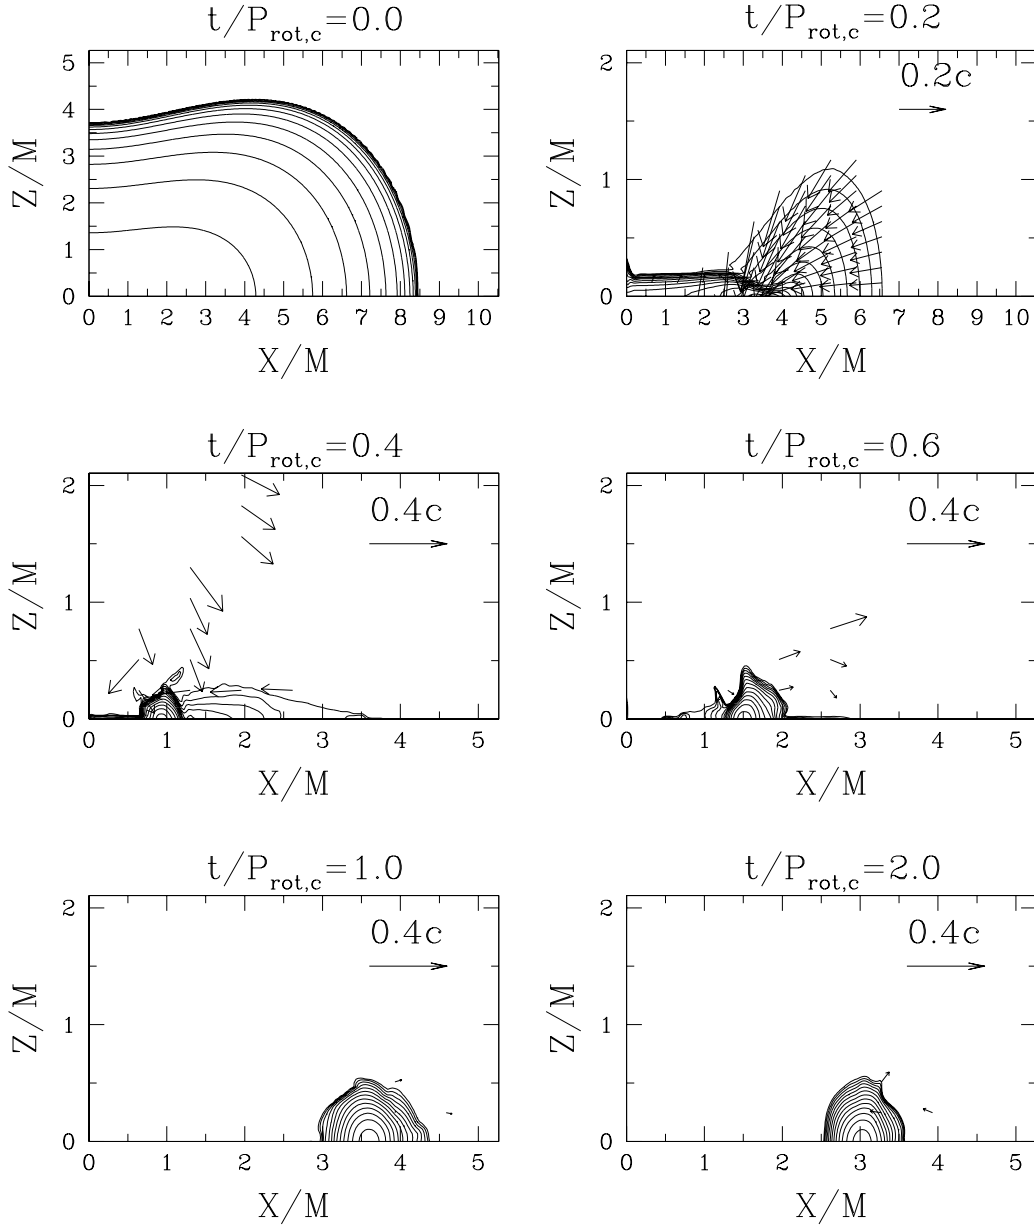 t/P_rot,c=0.0
Z/M
5
4
3
2
1
0
0 1 2 3 4 5 6 7 8 9 10
X/M
t/P_rot,c=0.2
0.2c
Z/M
2
1
0
0 1 2 3 4 5 6 7 8 9 10
X/M
t/P_rot,c=0.4
0.4c
Z/M
2
1
0
0 1 2 3 4 5
X/M
t/P_rot,c=0.6
0.4c
Z/M
2
1
0
0 1 2 3 4 5
X/M
t/P_rot,c=1.0
0.4c
Z/M
2
1
0
0 1 2 3 4 5
X/M
t/P_rot,c=2.0
0.4c
Z/M
2
1
0
0 1 2 3 4 5
X/M